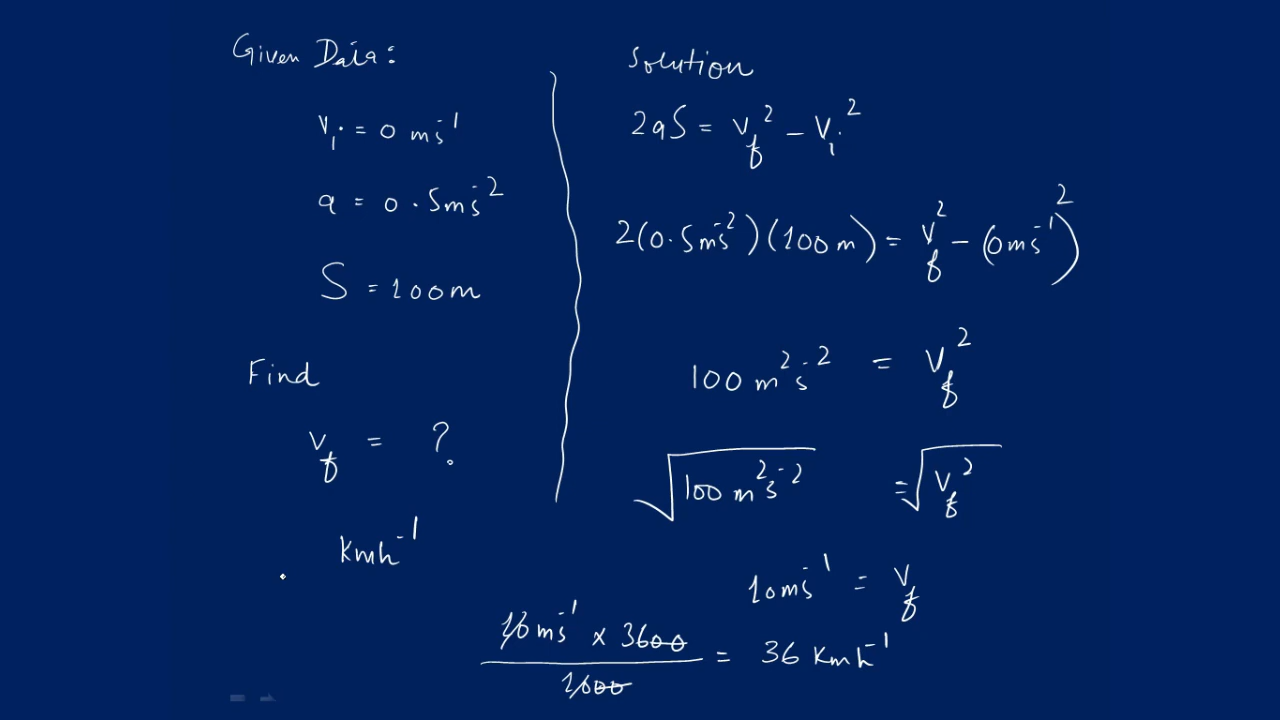 Given Data:
vᵢ = 0 ms⁻¹
a = 0.5ms⁻²
S = 100m
Find
v_f = ?
Kmh⁻¹
Solution
2aS = v_f² - vᵢ²
2(0.5ms⁻²)(100m) = v_f² - (0ms⁻¹)²
100 m²s⁻² = v_f²
√(100 m²s⁻²) = √(v_f²)
10ms⁻¹ = v_f
10ms⁻¹ × 3600 / 1000 = 36 Kmh⁻¹